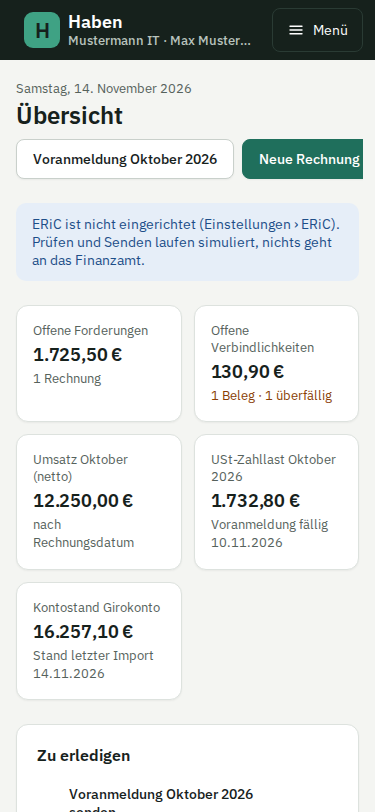 H
Haben
Mustermann IT · Max Muster...
Menü
Samstag, 14. November 2026
Übersicht
Voranmeldung Oktober 2026
Neue Rechnung
ERiC ist nicht eingerichtet (Einstellungen › ERiC).
Prüfen und Senden laufen simuliert, nichts geht
an das Finanzamt.
Offene Forderungen
1.725,50 €
1 Rechnung
Offene
Verbindlichkeiten
130,90 €
1 Beleg · 1 überfällig
Umsatz Oktober
(netto)
12.250,00 €
nach
Rechnungsdatum
USt-Zahllast Oktober
2026
1.732,80 €
Voranmeldung fällig
10.11.2026
Kontostand Girokonto
16.257,10 €
Stand letzter Import
14.11.2026
Zu erledigen
Voranmeldung Oktober 2026
senden